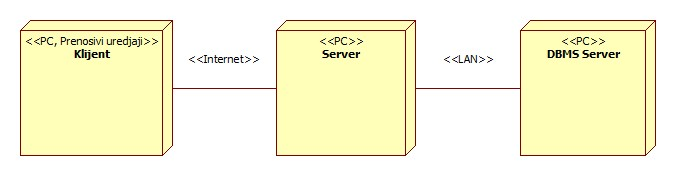 <<PC, Prenosivi uredjaji>>
Klijent
<<Internet>>
<<PC>>
Server
<<LAN>>
<<PC>>
DBMS Server